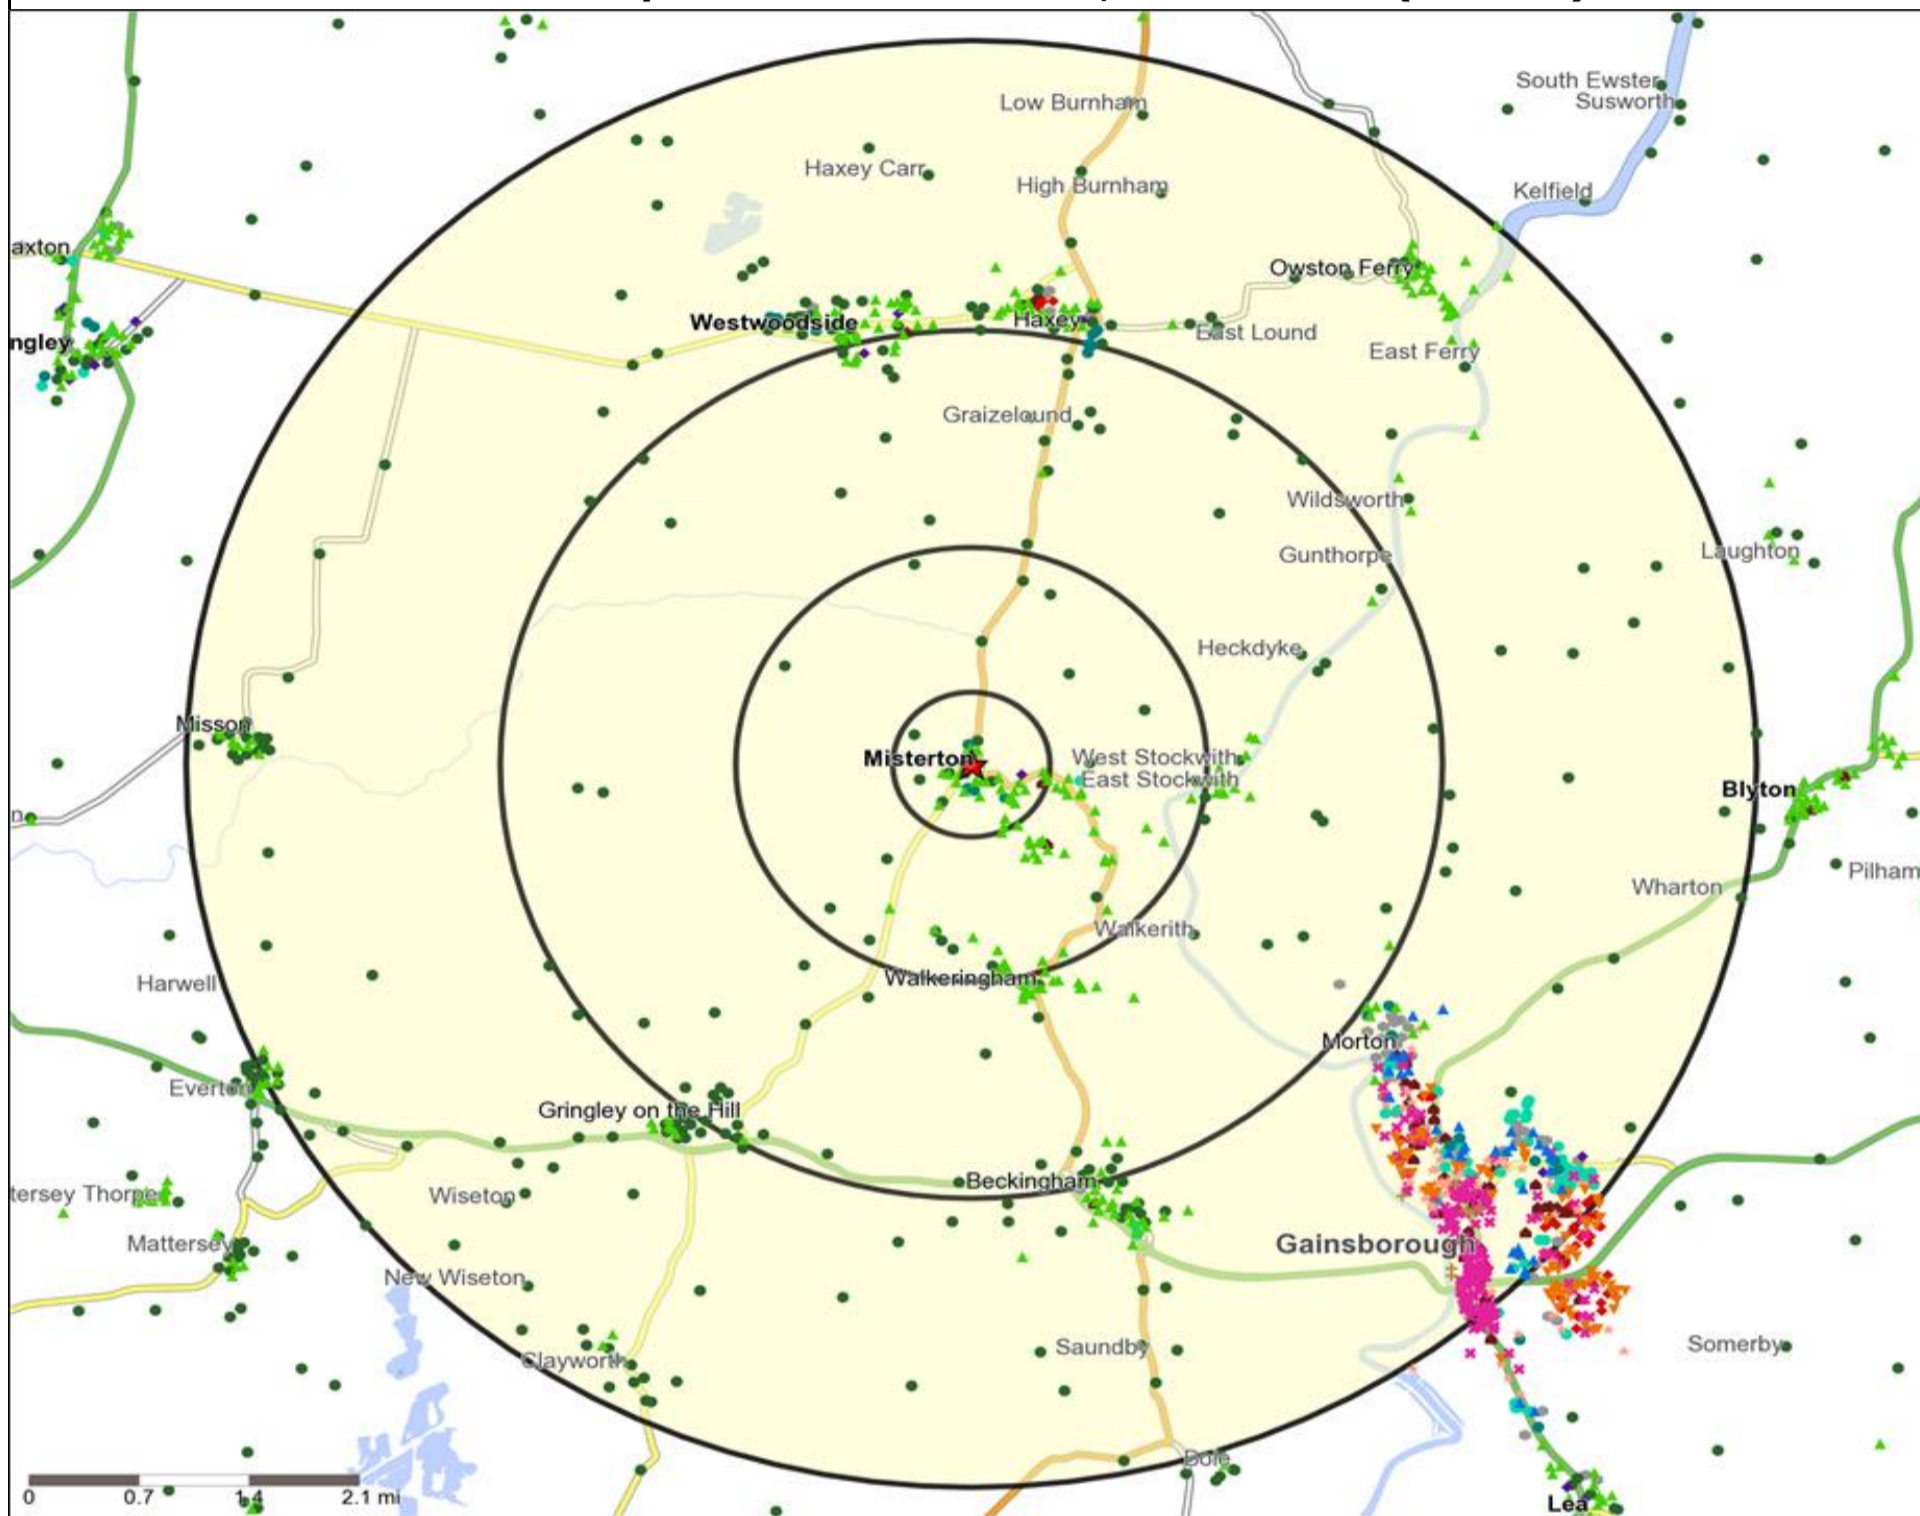 South Ewster
Susworth
Low Burnham
Haxey Carr
High Burnham
Kelfield
axton
Owston Ferry
Westwoodside
Haxey
East Lound
ngley
East Ferry
Graizelound
Wildsworth
Laughton
Gunthorpe
Heckdyke
Misson
Misterton
West Stockwith
East Stockwith
Blyton
n
Pilham
Wharton
Walkerith
Walkeringham
Harwell
Morton
Everton
Gringley on the Hill
Beckingham
tersey Thorpe
Wiseton
Mattersey
Gainsborough
New Wiseton
Saundby
Somerby
Clayworth
Dole
0 0.7 1.4 2.1 mi
Lea